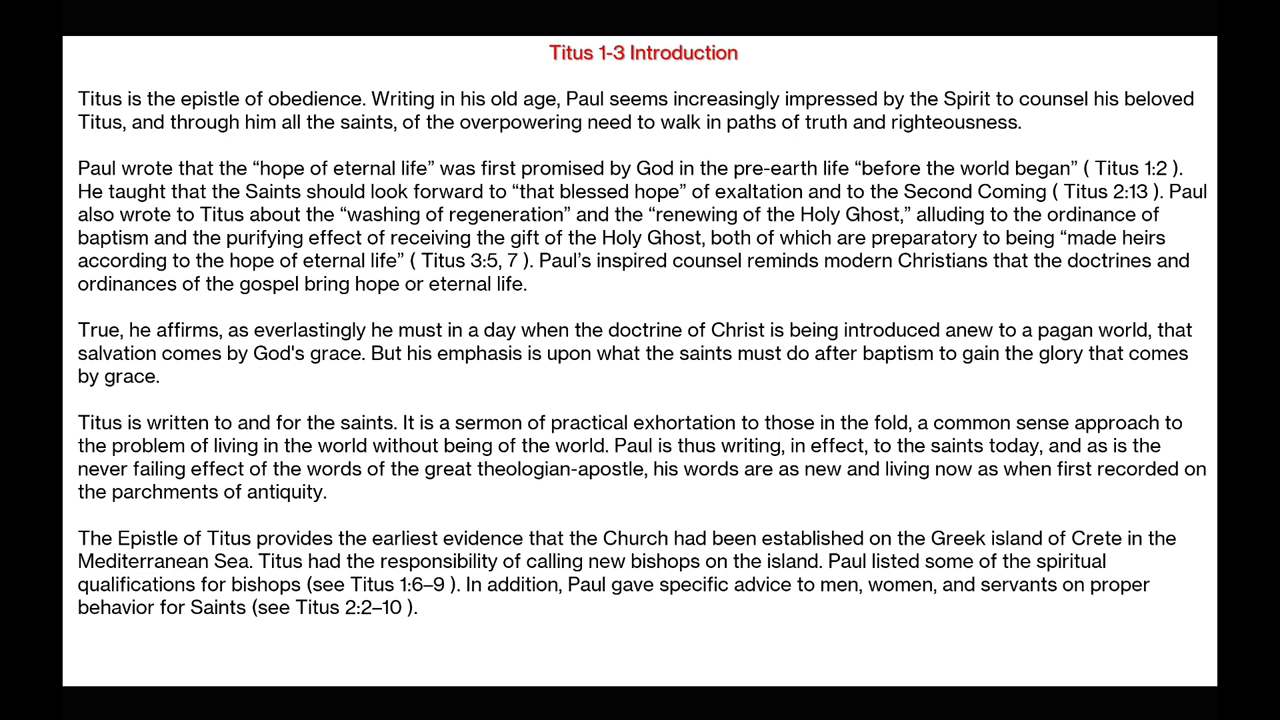 Titus 1-3 Introduction
Titus is the epistle of obedience. Writing in his old age, Paul seems increasingly impressed by the Spirit to counsel his beloved
Titus, and through him all the saints, of the overpowering need to walk in paths of truth and righteousness.
Paul wrote that the “hope of eternal life” was first promised by God in the pre-earth life “before the world began” ( Titus 1:2 ).
He taught that the Saints should look forward to “that blessed hope” of exaltation and to the Second Coming ( Titus 2:13 ). Paul
also wrote to Titus about the “washing of regeneration” and the “renewing of the Holy Ghost,” alluding to the ordinance of
baptism and the purifying effect of receiving the gift of the Holy Ghost, both of which are preparatory to being “made heirs
according to the hope of eternal life” ( Titus 3:5, 7 ). Paul’s inspired counsel reminds modern Christians that the doctrines and
ordinances of the gospel bring hope or eternal life.
True, he affirms, as everlastingly he must in a day when the doctrine of Christ is being introduced anew to a pagan world, that
salvation comes by God's grace. But his emphasis is upon what the saints must do after baptism to gain the glory that comes
by grace.
Titus is written to and for the saints. It is a sermon of practical exhortation to those in the fold, a common sense approach to
the problem of living in the world without being of the world. Paul is thus writing, in effect, to the saints today, and as is the
never failing effect of the words of the great theologian-apostle, his words are as new and living now as when first recorded on
the parchments of antiquity.
The Epistle of Titus provides the earliest evidence that the Church had been established on the Greek island of Crete in the
Mediterranean Sea. Titus had the responsibility of calling new bishops on the island. Paul listed some of the spiritual
qualifications for bishops (see Titus 1:6–9 ). In addition, Paul gave specific advice to men, women, and servants on proper
behavior for Saints (see Titus 2:2–10 ).